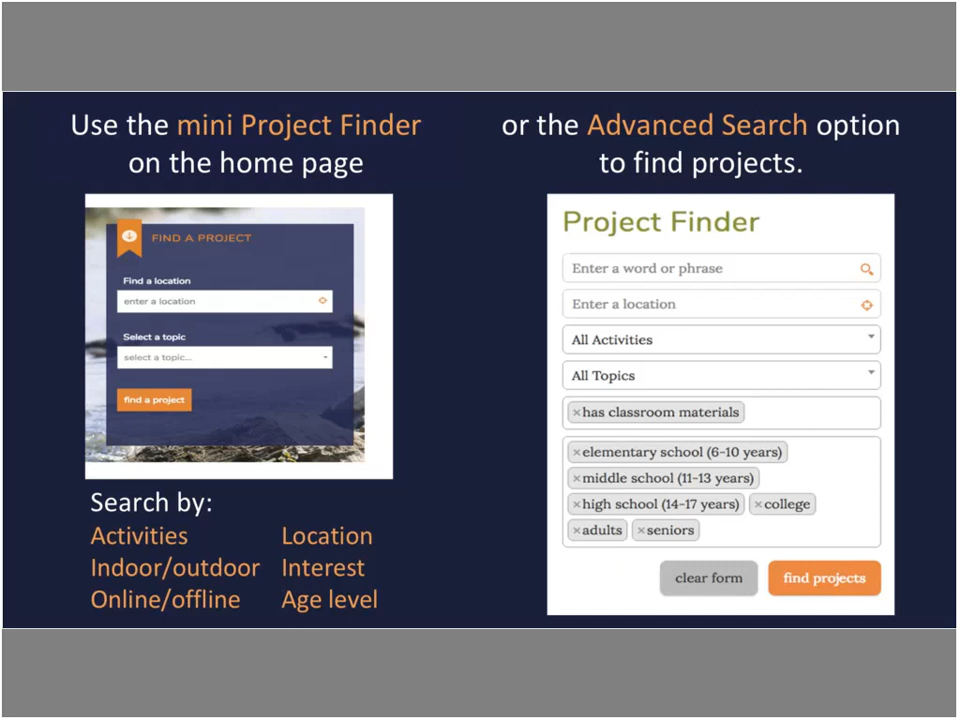 Use the mini Project Finder
on the home page
FIND A PROJECT
Find a location
enter a location
Select a topic
select a topic...
find a project
Search by:
Activities Location
Indoor/outdoor Interest
Online/offline Age level
or the Advanced Search option
to find projects.
Project Finder
Enter a word or phrase
Enter a location
All Activities
All Topics
×has classroom materials
×elementary school (6-10 years)
×middle school (11-13 years)
×high school (14-17 years) ×college
×adults ×seniors
clear form find projects